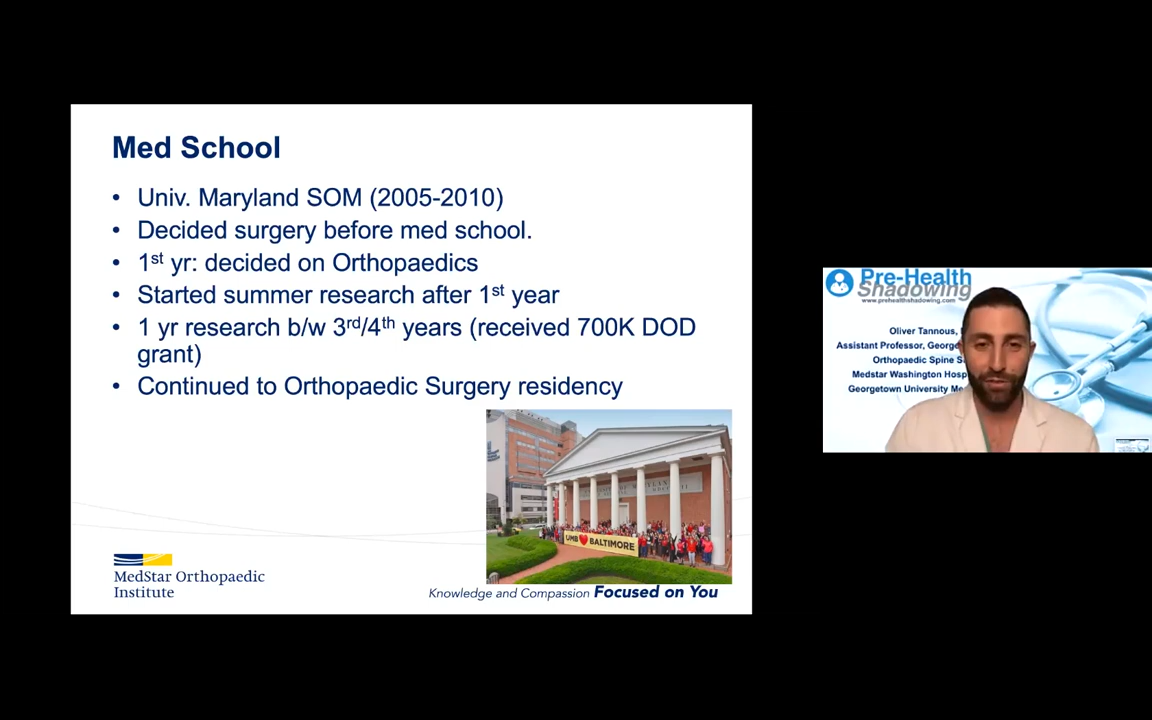 Med School
• Univ. Maryland SOM (2005-2010)
• Decided surgery before med school.
• 1st yr: decided on Orthopaedics
• Started summer research after 1st year
• 1 yr research b/w 3rd/4th years (received 700K DOD
grant)
• Continued to Orthopaedic Surgery residency
UMB BALTIMORE
MedStar Orthopaedic
Institute
Knowledge and Compassion Focused on You
Pre-Health
Shadowing
www.prehealthshadowing.com
Oliver Tannous,
Assistant Professor,
Orthopaedic Spine
Medstar Washington
Georgetown University